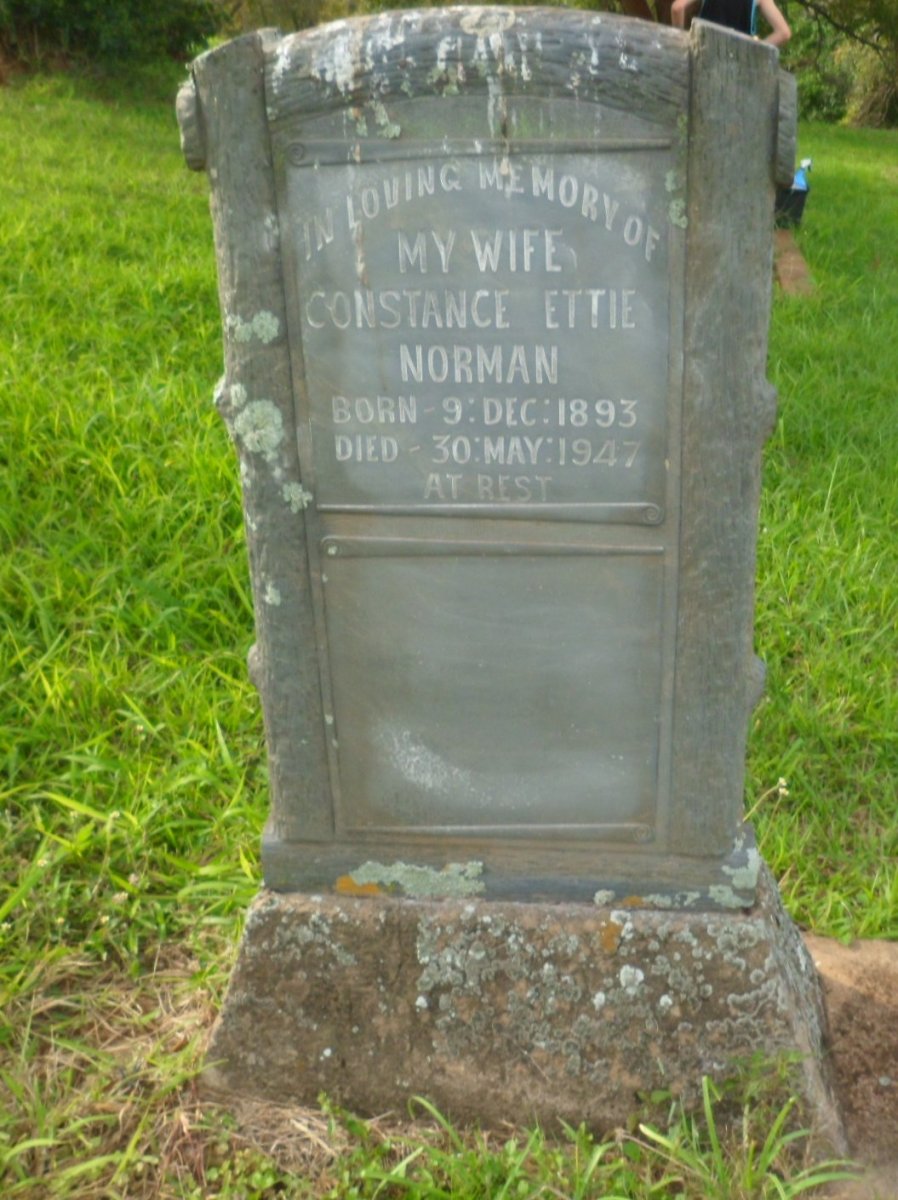 IN LOVING MEMORY OF
MY WIFE
CONSTANCE ETTIE
NORMAN
BORN - 9: DEC: 1893
DIED - 30: MAY: 1947
AT REST